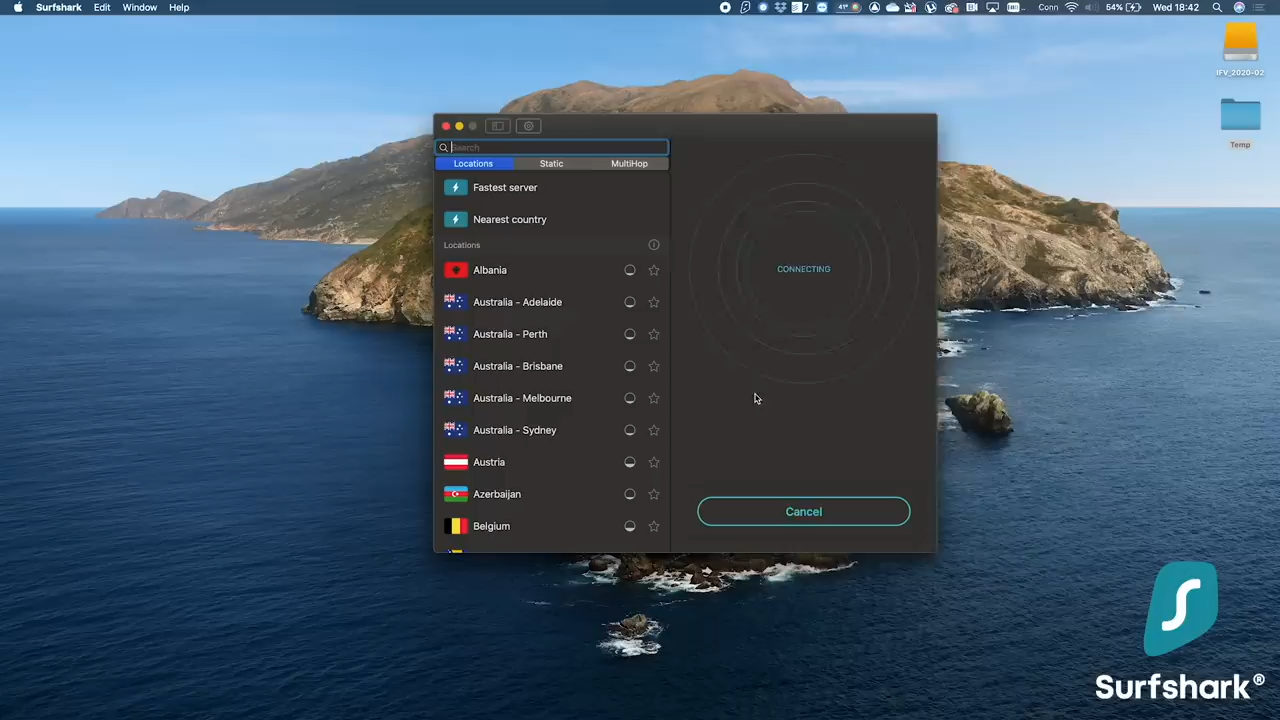 Surfshark Edit Window Help
7 41° Conn 54% Wed 18:42
IFV_2020-02
Temp
Search
Locations Static MultiHop
Fastest server
Nearest country
Locations
Albania
Australia - Adelaide
Australia - Perth
Australia - Brisbane
Australia - Melbourne
Australia - Sydney
Austria
Azerbaijan
Belgium
CONNECTING
Cancel
Surfshark®